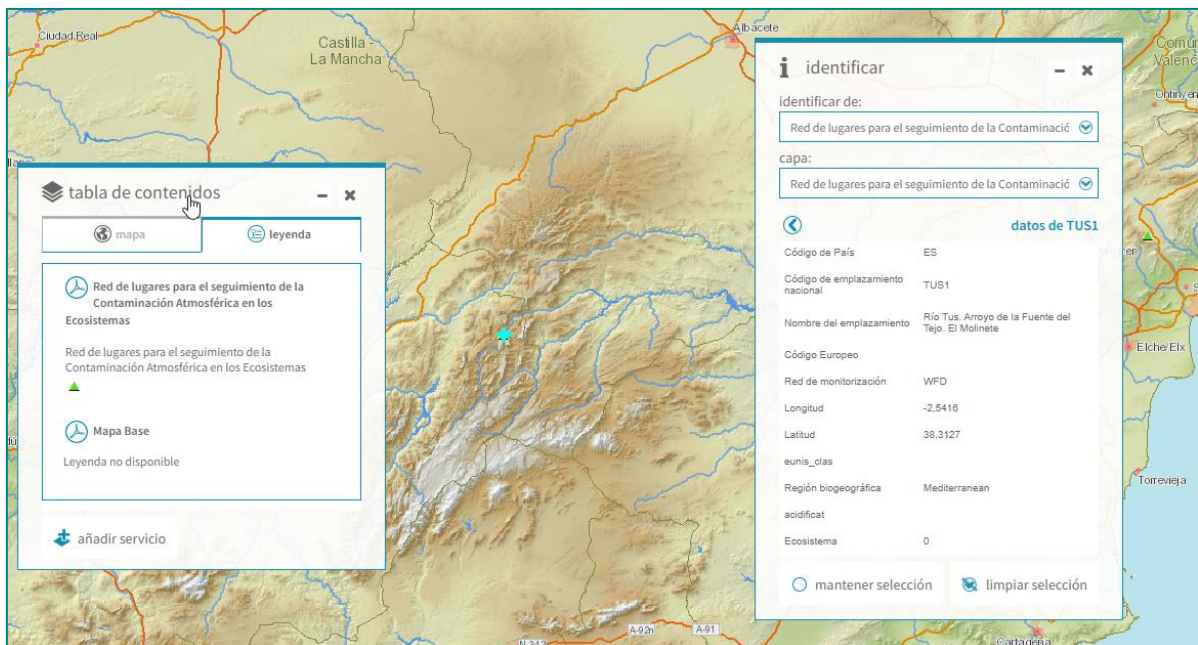 Ciudad Real
Castilla -
La Mancha
Albacete
Ontinyent
Elche/Elx
Torrevieja
Cartagena
A-92n
A-91
N-342
tabla de contenidos
mapa
leyenda
Red de lugares para el seguimiento de la
Contaminación Atmosférica en los
Ecosistemas
Red de lugares para el seguimiento de la
Contaminación Atmosférica en los Ecosistemas
Mapa Base
Leyenda no disponible
añadir servicio
i identificar
identificar de:
Red de lugares para el seguimiento de la Contaminació
capa:
Red de lugares para el seguimiento de la Contaminació
datos de TUS1
Código de País ES
Código de emplazamiento
nacional TUS1
Nombre del emplazamiento Río Tus. Arroyo de la Fuente del
Tejo. El Molinete
Código Europeo
Red de monitorización WFD
Longitud -2,5416
Latitud 38,3127
eunis_clas
Región biogeográfica Mediterranean
acidificat
Ecosistema 0
mantener selección
limpiar selección